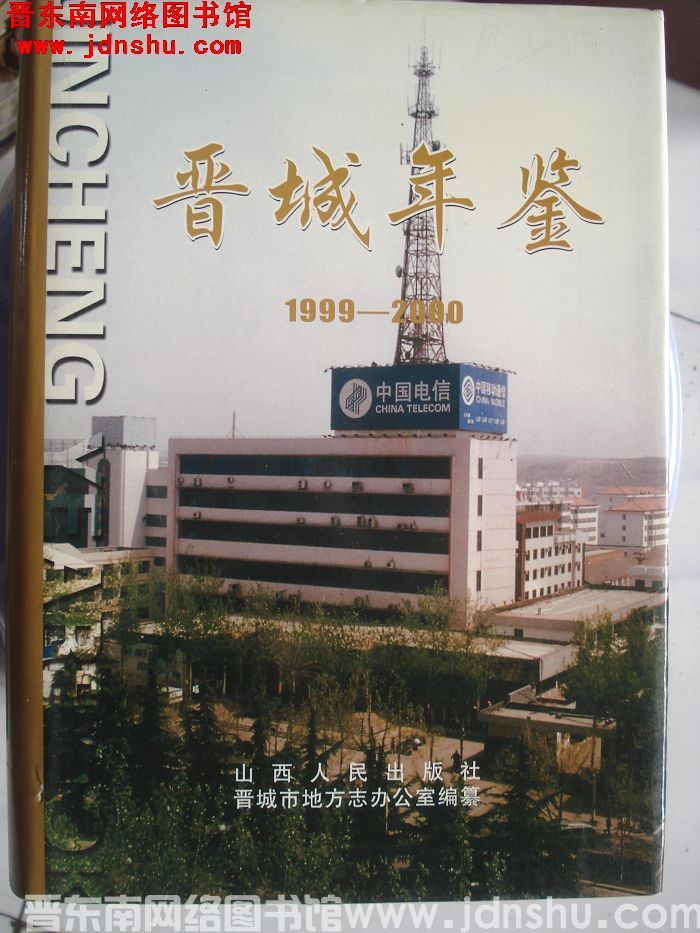 晋东南网络图书馆
www.jdnshu.com
JINCHENG
晋城年鉴
1999—2000
中国电信
CHINA TELECOM
中国移动通信
CHINA MOBILE
山西人民出版社
晋城市地方志办公室编纂
晋东南网络图书馆www.jdnshu.com